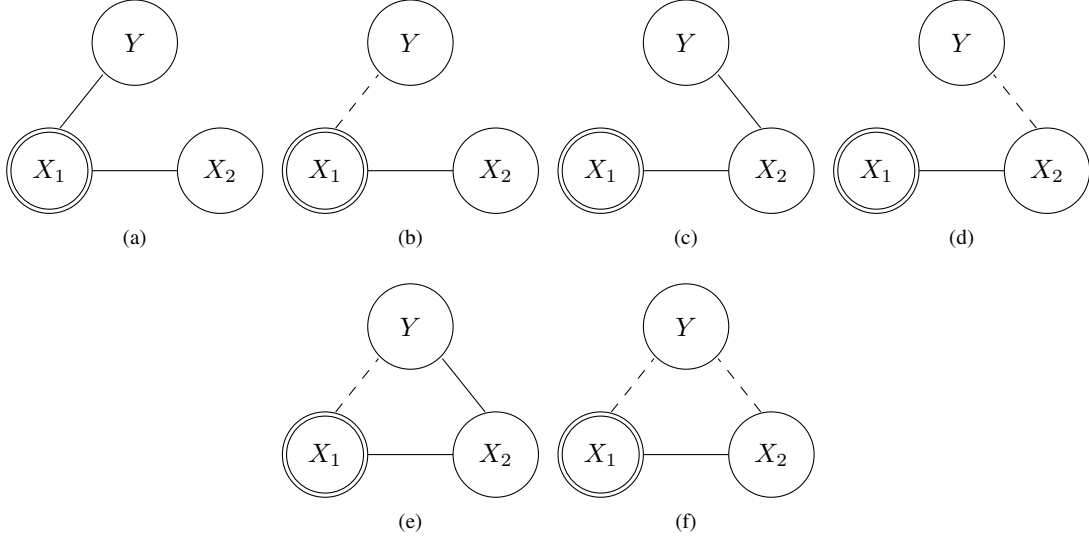 Y Y Y Y
X₁ X₂ X₁ X₂ X₁ X₂ X₁ X₂
(a) (b) (c) (d)
Y Y
X₁ X₂ X₁ X₂
(e) (f)